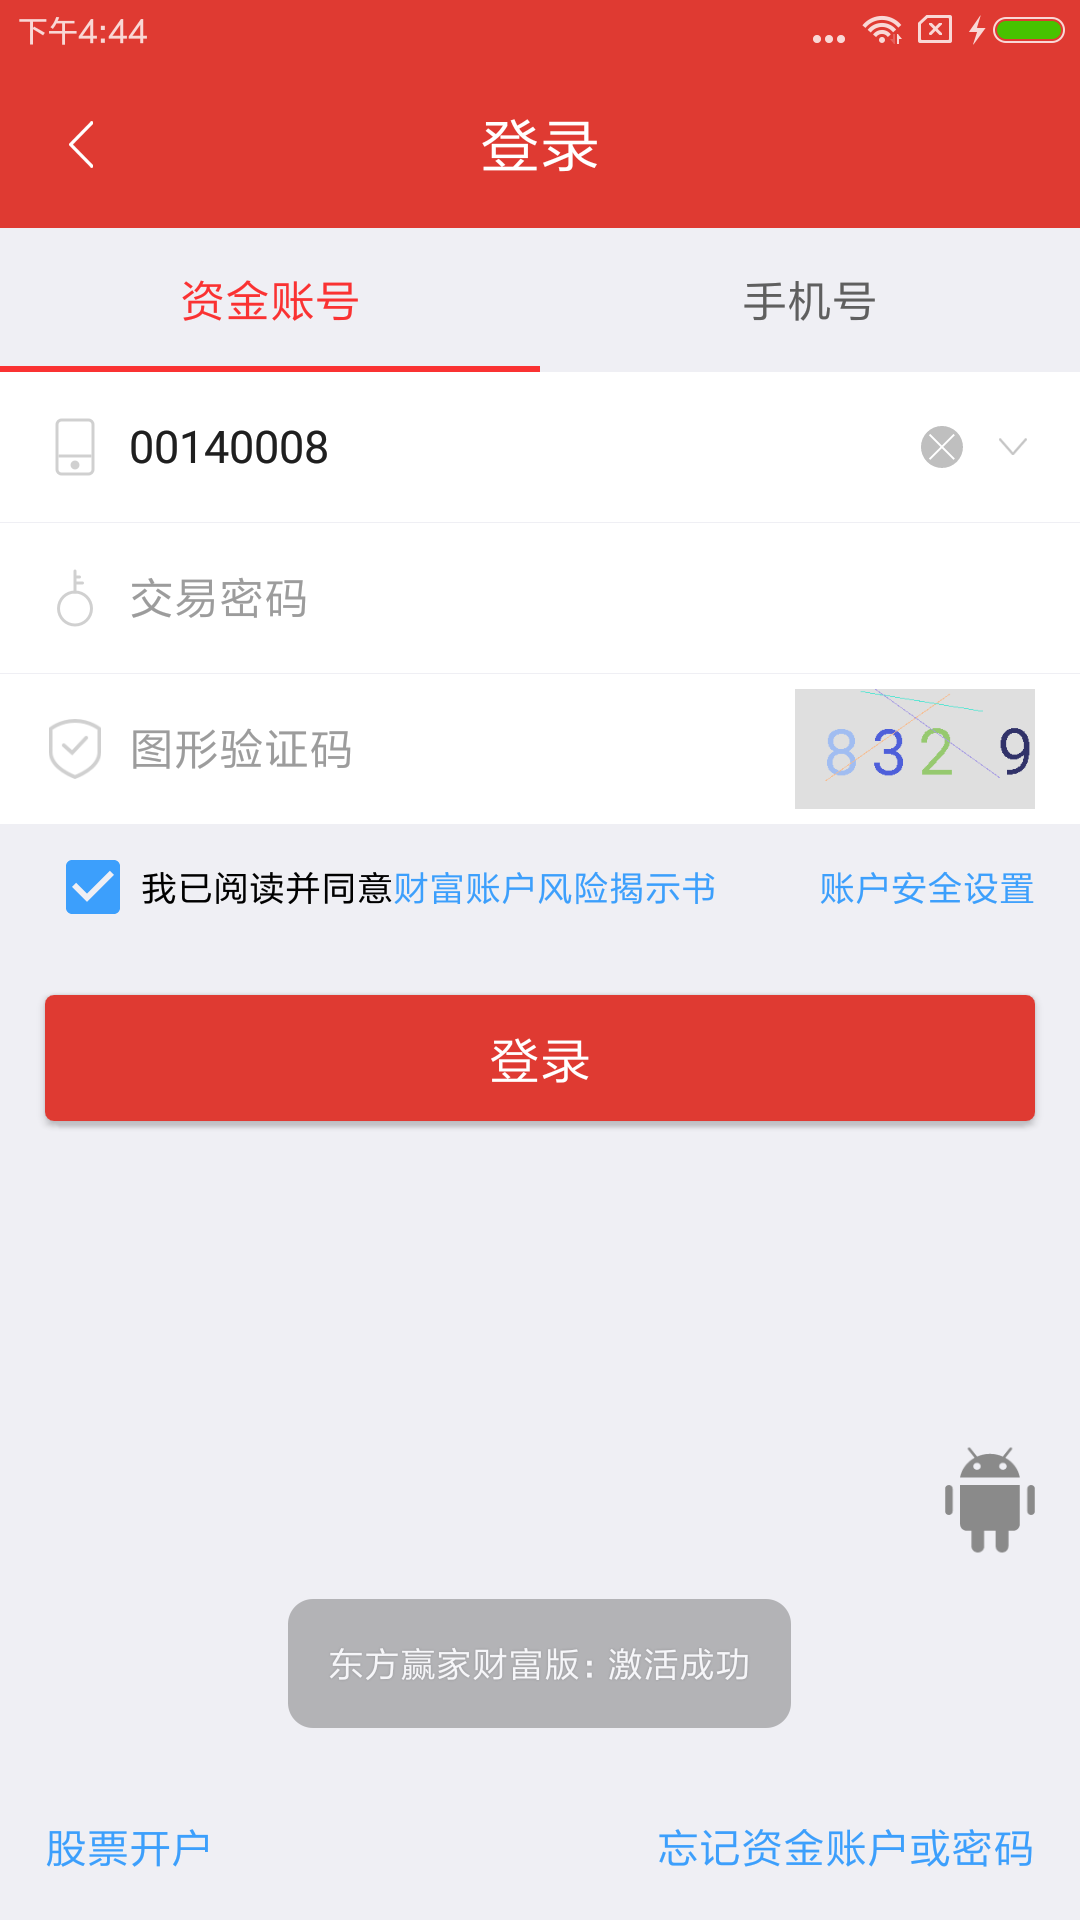 下午4:44
登录
资金账号 手机号
00140008
交易密码
图形验证码 8 3 2 9
我已阅读并同意财富账户风险揭示书 账户安全设置
登录
东方赢家财富版：激活成功
股票开户 忘记资金账户或密码